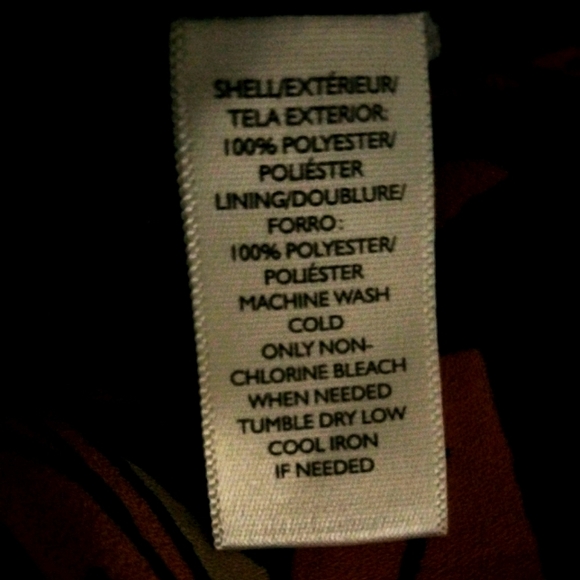 SHELL/EXTÉRIEUR/
TELA EXTERIOR:
100% POLYESTER/
POLIÉSTER
LINING/DOUBLURE/
FORRO:
100% POLYESTER/
POLIÉSTER
MACHINE WASH
COLD
ONLY NON-
CHLORINE BLEACH
WHEN NEEDED
TUMBLE DRY LOW
COOL IRON
IF NEEDED